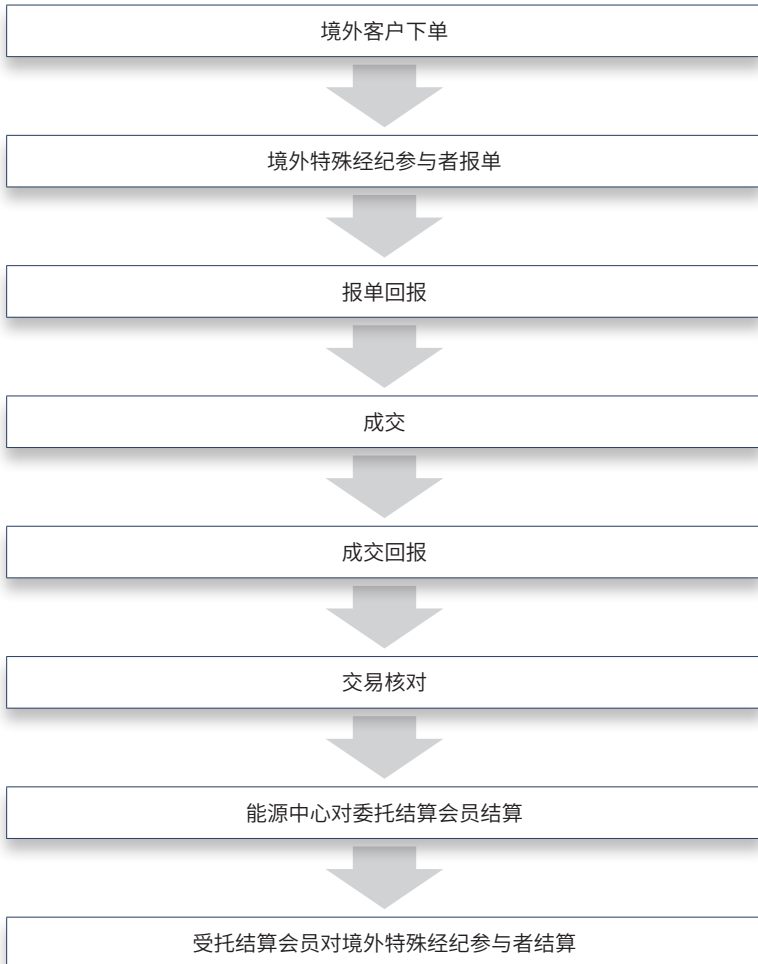 境外客户下单
境外特殊经纪参与者报单
报单回报
成交
成交回报
交易核对
能源中心对委托结算会员结算
受托结算会员对境外特殊经纪参与者结算